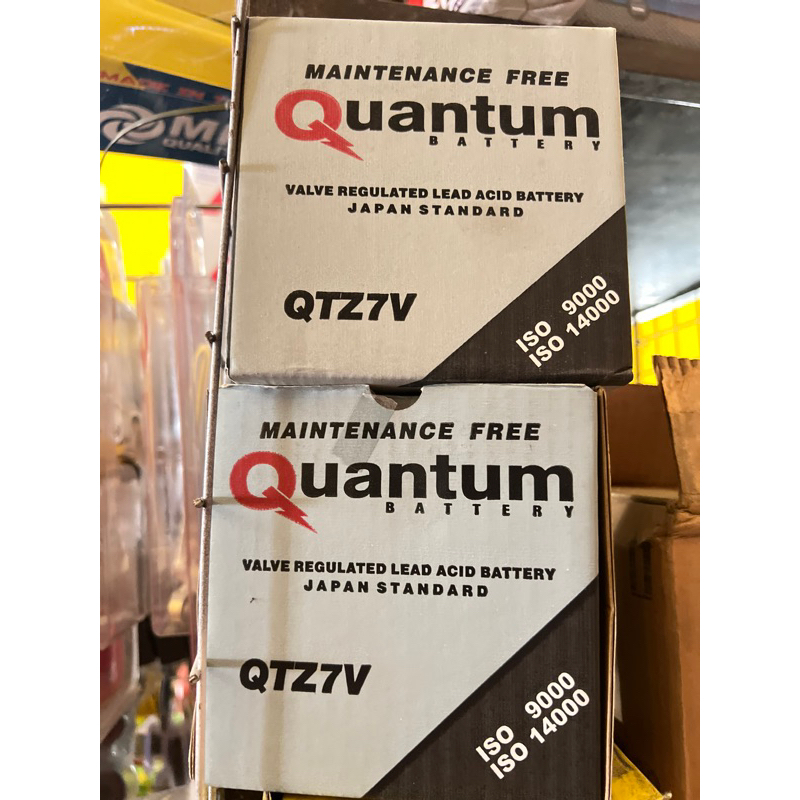 MAINTENANCE FREE
Quantum
BATTERY
VALVE REGULATED LEAD ACID BATTERY
JAPAN STANDARD
QTZ7V
ISO 9000
ISO 14000
MAINTENANCE FREE
Quantum
BATTERY
VALVE REGULATED LEAD ACID BATTERY
JAPAN STANDARD
QTZ7V
ISO 9000
ISO 14000